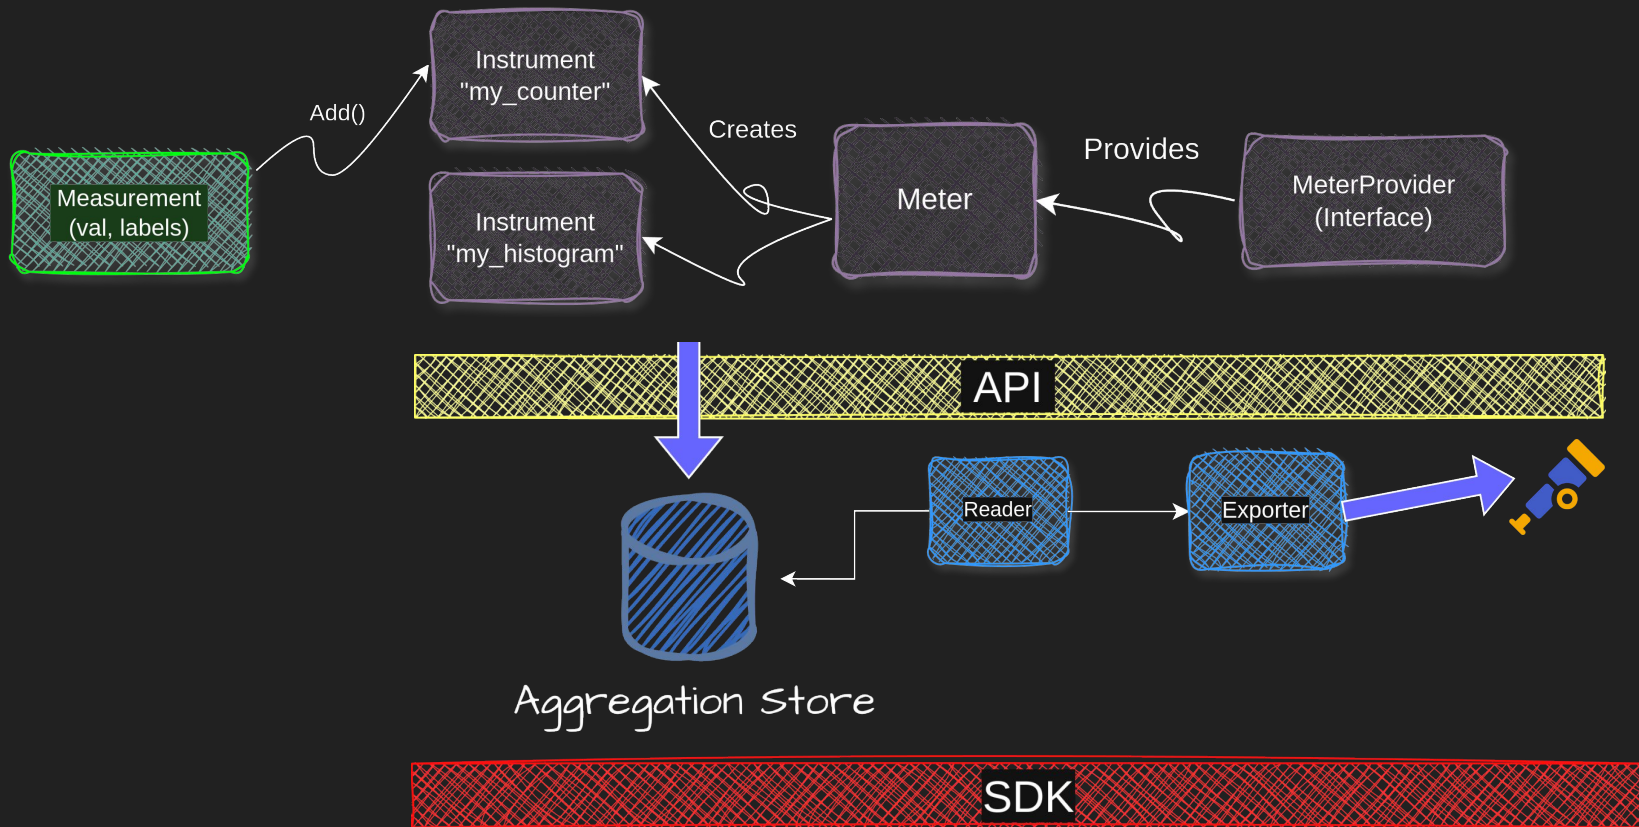 Instrument
"my_counter"
Add()
Creates
Provides
Measurement
(val, labels)
Instrument
"my_histogram"
Meter
MeterProvider
(Interface)
API
Reader
Exporter
Aggregation Store
SDK